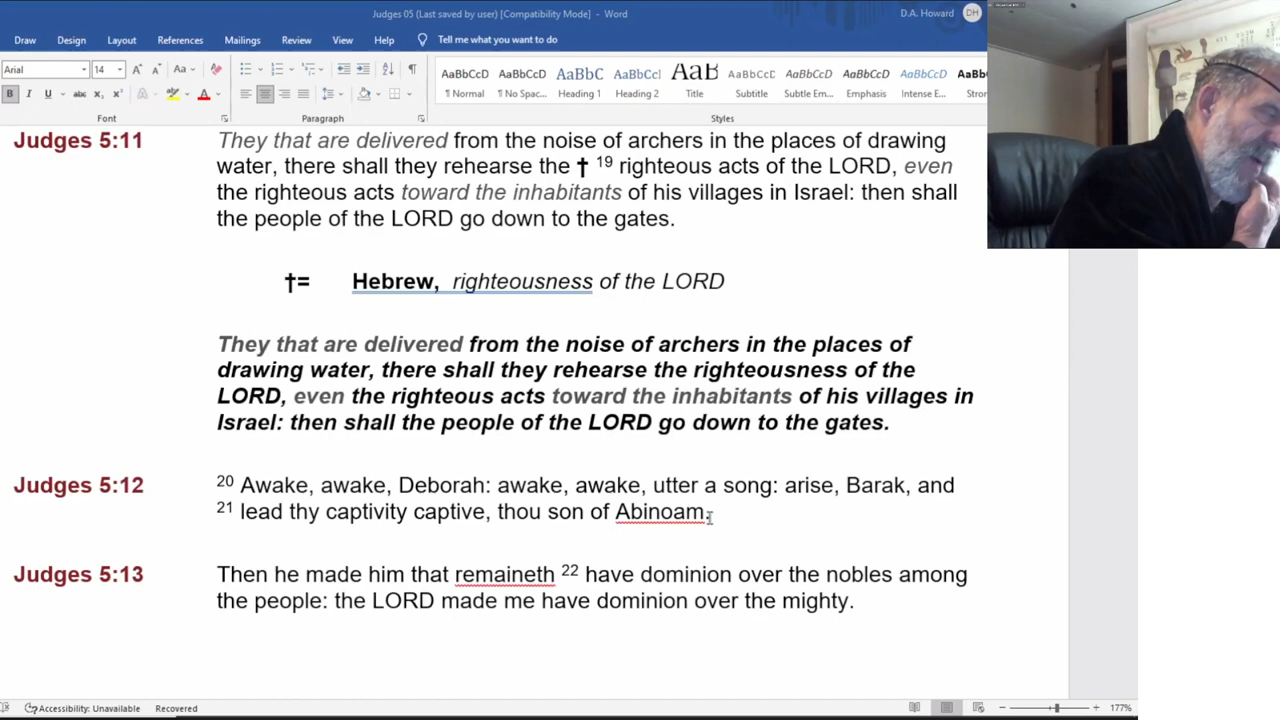 Judges 05 (Last saved by user) [Compatibility Mode] - Word
D.A. Howard DH
Draw Design Layout References Mailings Review View Help Tell me what you want to do
Arial 14 A A Aa
B I U abc x₂ x² A A
AaBbCcD AaBbCcD AaBbC AaBbCcl AaB AaBbCcD AaBbCcD AaBbCcD AaBbCcD AaBbC
¶ Normal ¶ No Spac... Heading 1 Heading 2 Title Subtitle Subtle Em... Emphasis Intense E... Stron
Font Paragraph Styles
Judges 5:11 They that are delivered from the noise of archers in the places of drawing
water, there shall they rehearse the † 19 righteous acts of the LORD, even
the righteous acts toward the inhabitants of his villages in Israel: then shall
the people of the LORD go down to the gates.
†= Hebrew, righteousness of the LORD
They that are delivered from the noise of archers in the places of
drawing water, there shall they rehearse the righteousness of the
LORD, even the righteous acts toward the inhabitants of his villages in
Israel: then shall the people of the LORD go down to the gates.
Judges 5:12 20 Awake, awake, Deborah: awake, awake, utter a song: arise, Barak, and
21 lead thy captivity captive, thou son of Abinoam.
Judges 5:13 Then he made him that remaineth 22 have dominion over the nobles among
the people: the LORD made me have dominion over the mighty.
Accessibility: Unavailable Recovered 177%